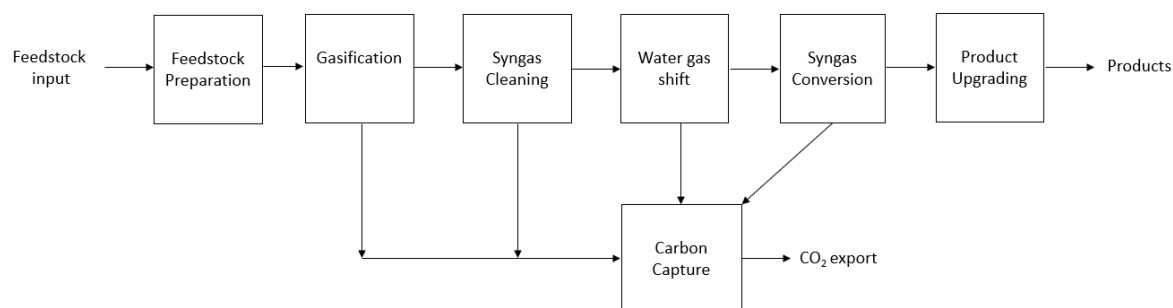 Feedstock
input
Feedstock
Preparation
Gasification
Syngas
Cleaning
Water gas
shift
Syngas
Conversion
Product
Upgrading
Products
Carbon
Capture
CO₂ export